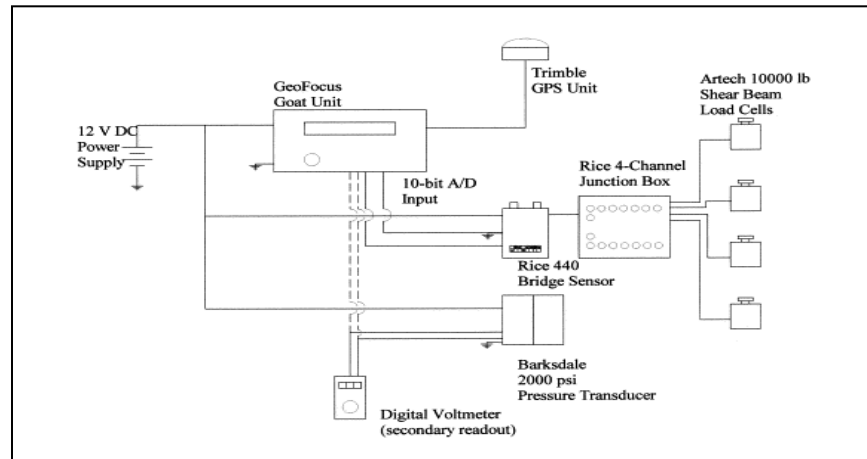 Trimble
GPS Unit
GeoFocus
Goat Unit
Artech 10000 lb
Shear Beam
Load Cells
12 V DC
Power
Supply
Rice 4-Channel
Junction Box
10-bit A/D
Input
Rice 440
Bridge Sensor
Barksdale
2000 psi
Pressure Transducer
Digital Voltmeter
(secondary readout)